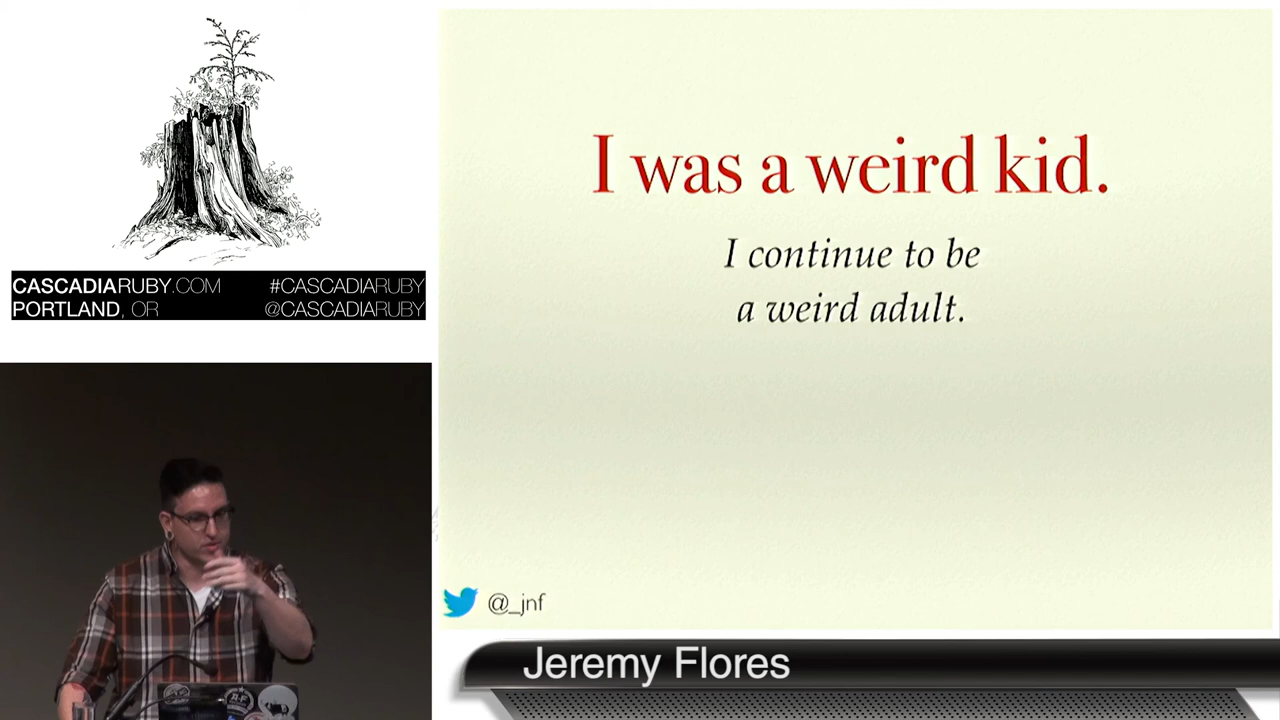 CASCADIARUBY.COM #CASCADIARUBY
PORTLAND, OR @CASCADIARUBY
I was a weird kid.
I continue to be
a weird adult.
@_jnf
Jeremy Flores